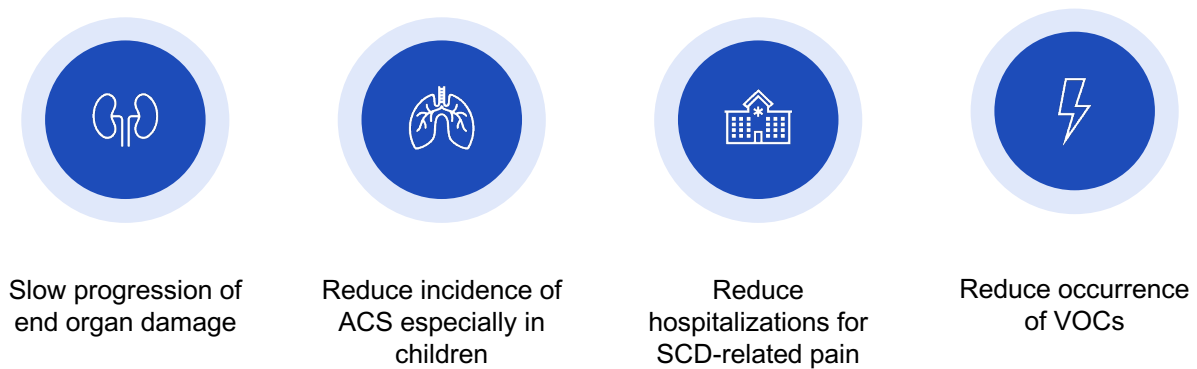 Slow progression of
end organ damage
Reduce incidence of
ACS especially in
children
Reduce
hospitalizations for
SCD-related pain
Reduce occurrence
of VOCs